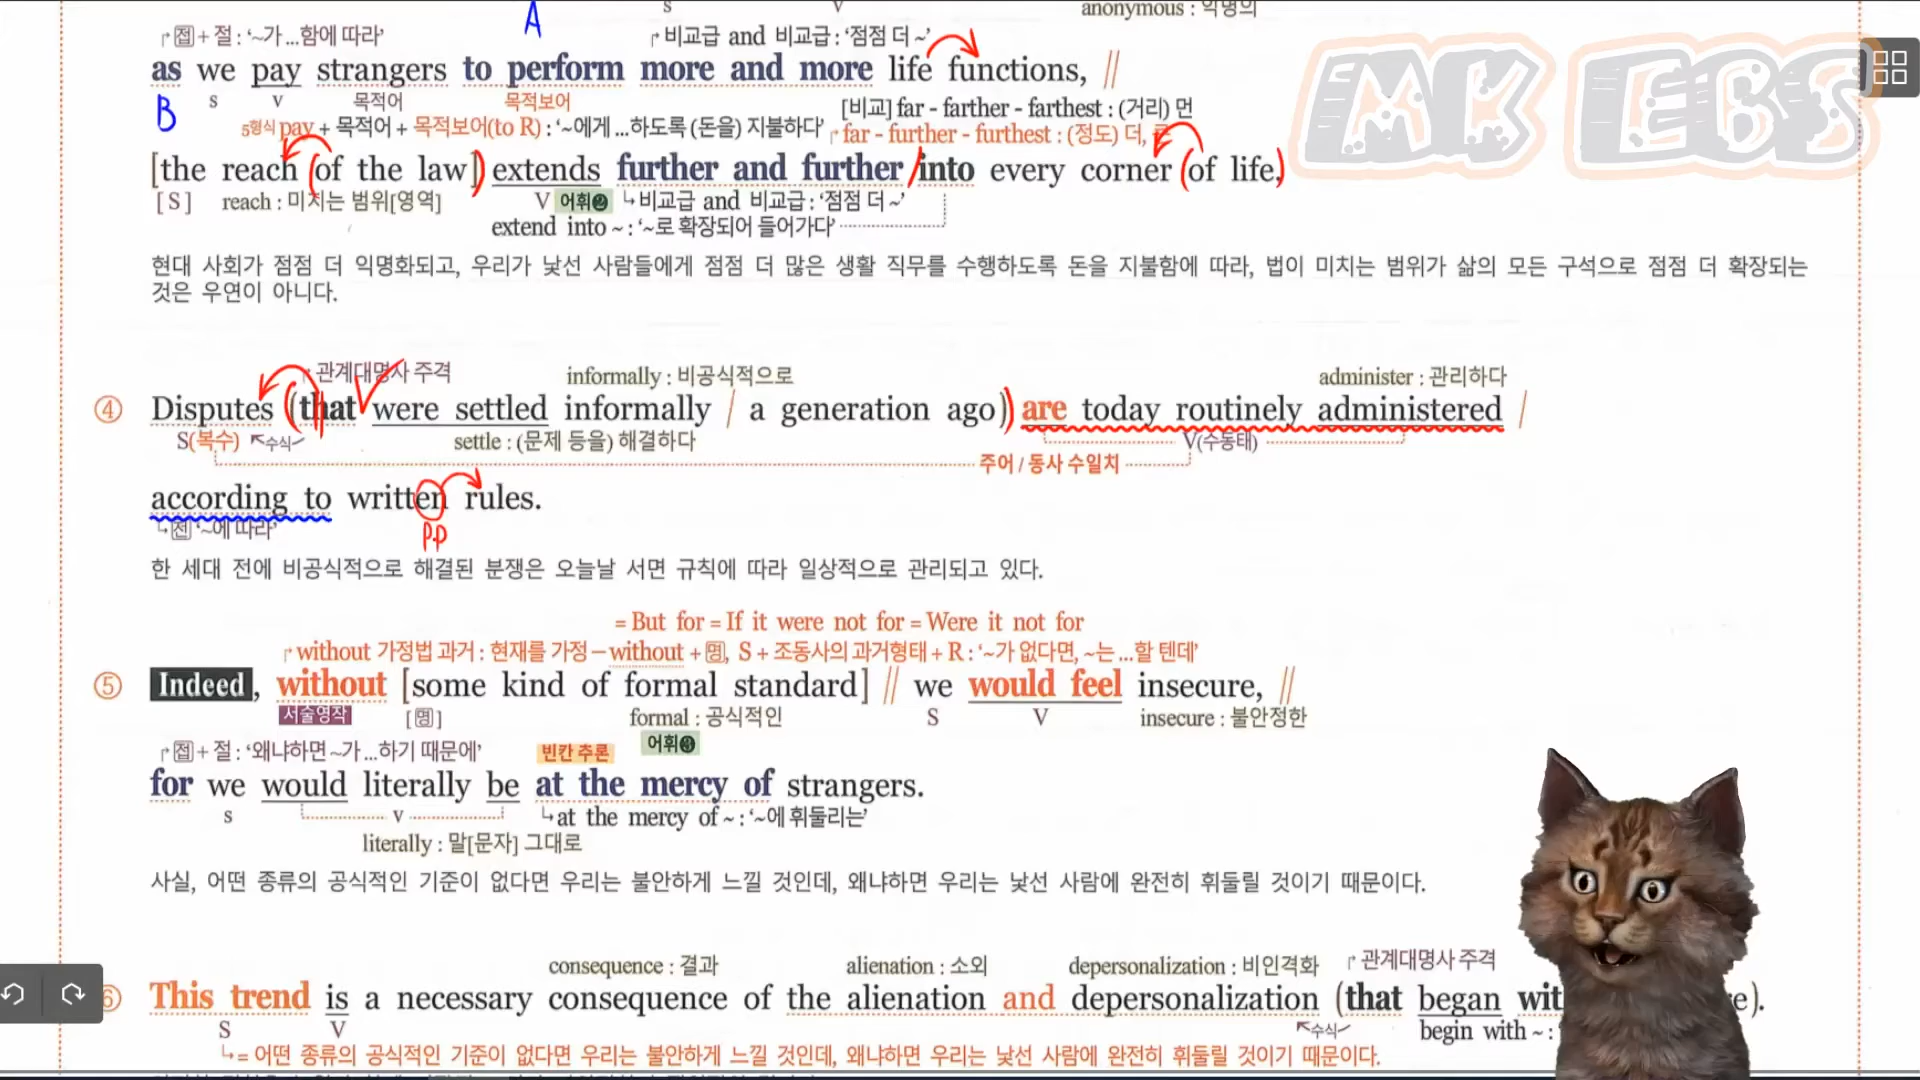 A
s
v
anonymous : 익명의
┌접+ 절 : ‘~가 ...함에 따라’
┌비교급 and 비교급 : ‘점점 더 ~’
as we pay strangers to perform more and more life functions, //
B
s
v
목적어
목적보어
[비교] far - farther - farthest : (거리) 먼
5형식 pay + 목적어 + 목적보어(to R) : ‘~에게 ...하도록 (돈을) 지불하다’
┌far - further - furthest : (정도) 더,
[the reach (of the law]) extends further and further / into every corner (of life.)
[ S ]
reach : 미치는 범위[영역]
V
어휘❷
↳비교급 and 비교급 : ‘점점 더 ~’
extend into ~ : ‘~로 확장되어 들어가다’
현대 사회가 점점 더 익명화되고, 우리가 낯선 사람들에게 점점 더 많은 생활 직무를 수행하도록 돈을 지불함에 따라, 법이 미치는 범위가 삶의 모든 구석으로 점점 더 확장되는
것은 우연이 아니다.
┌관계대명사 주격
informally : 비공식적으로
administer : 관리하다
④ Disputes (that were settled informally / a generation ago) are today routinely administered /
S(복수)
↖수식
settle : (문제 등을) 해결하다
V(수동태)
주어 / 동사 수일치
according to written rules.
↳전 ‘~에 따라’
P.P
한 세대 전에 비공식적으로 해결된 분쟁은 오늘날 서면 규칙에 따라 일상적으로 관리되고 있다.
= But for = If it were not for = Were it not for
┌without 가정법 과거 : 현재를 가정 – without + 명, S + 조동사의 과거형태 + R : ‘~가 없다면, ~는 ...할 텐데’
⑤ Indeed, without [some kind of formal standard] // we would feel insecure, //
서술영작
[명]
formal : 공식적인
S
V
insecure : 불안정한
┌접+ 절 : ‘왜냐하면 ~가 ...하기 때문에’
빈칸 추론
어휘❸
for we would literally be at the mercy of strangers.
s
v
↳at the mercy of ~ : ‘~에 휘둘리는’
literally : 말[문자] 그대로
사실, 어떤 종류의 공식적인 기준이 없다면 우리는 불안하게 느낄 것인데, 왜냐하면 우리는 낯선 사람에 완전히 휘둘릴 것이기 때문이다.
consequence : 결과
alienation : 소외
depersonalization : 비인격화
┌관계대명사 주격
⑥ This trend is a necessary consequence of the alienation and depersonalization (that began
S
V
↖수식
begin with ~ :
↳= 어떤 종류의 공식적인 기준이 없다면 우리는 불안하게 느낄 것인데, 왜냐하면 우리는 낯선 사람에 완전히 휘둘릴 것이기 때문이다.
MK EBS